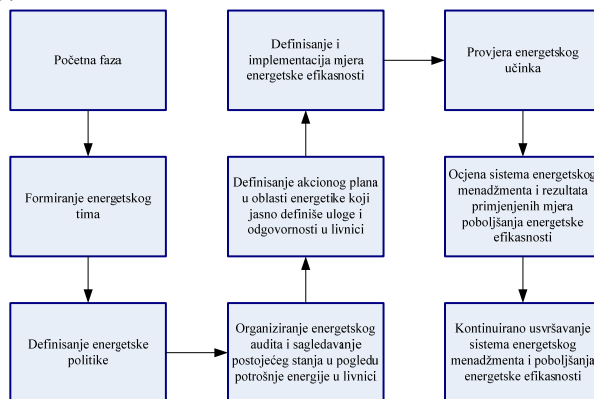 Početna faza
Formiranje energetskog
tima
Definisanje energetske
politike
Organiziranje energetskog
audita i sagledavanje
postojećeg stanja u pogledu
potrošnje energije u livnici
Definisanje akcionog plana
u oblasti energetike koji
jasno definiše uloge i
odgovornosti u livnici
Definisanje i
implementacija mjera
energetske efikasnosti
Provjera energetskog
učinka
Ocjena sistema energetskog
menadžmenta i rezultata
primjenjenih mjera
poboljšanja energetske
efikasnosti
Kontinuirano usvršavanje
sistema energetskog
menadžmenta i poboljšanja
energetske efikasnosti